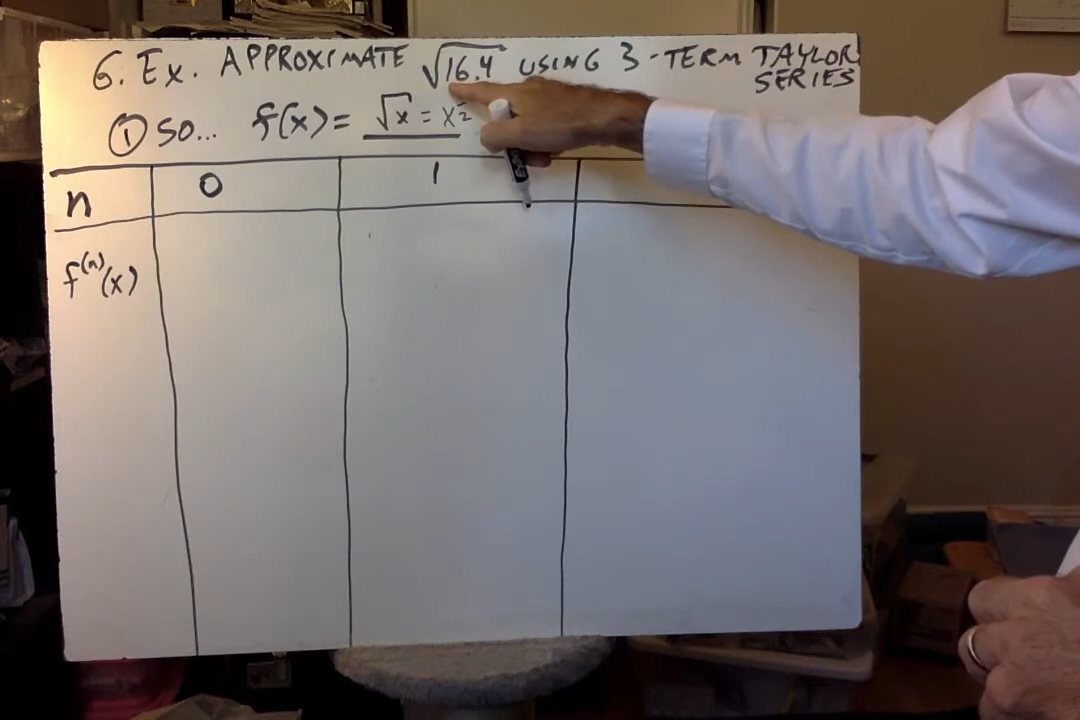 6. Ex. APPROXIMATE √16.4 USING 3-TERM TAYLOR SERIES
① SO... f(x) = √x = x^½
n 0 1
f^(n)(x)